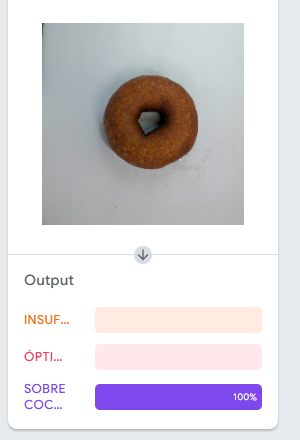 Output
INSUF...
ÓPTI...
SOBRE
COC...
100%